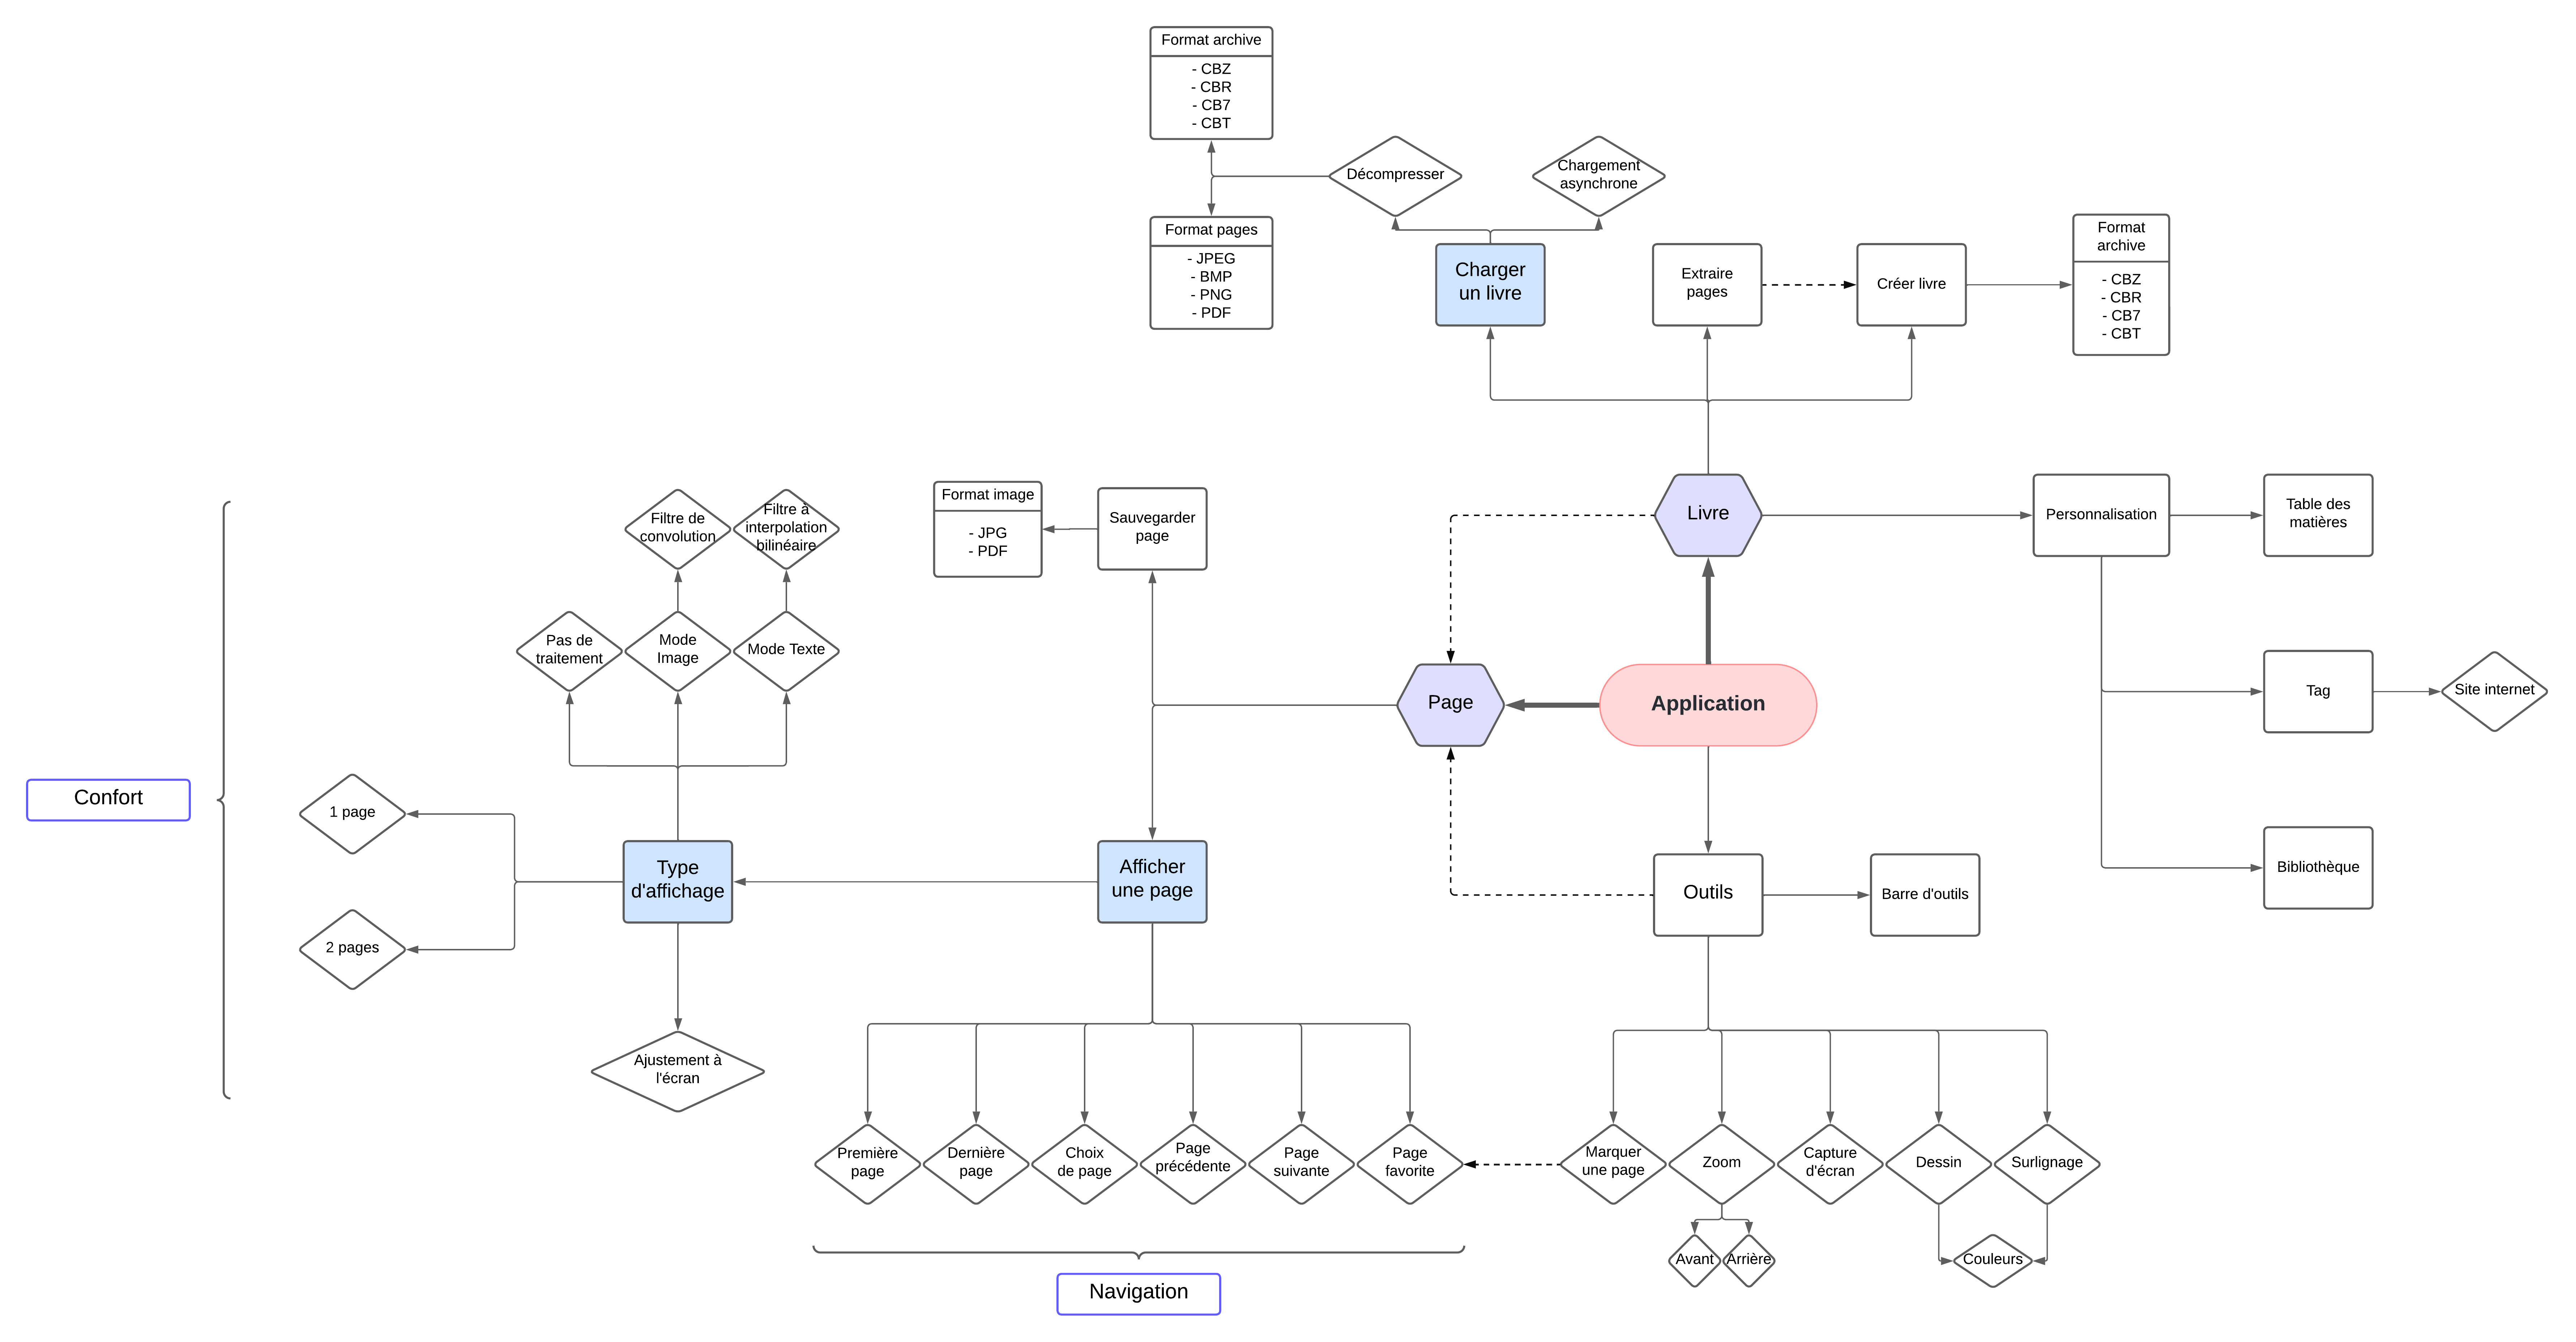 Format archive
- CBZ
- CBR
- CB7
- CBT
Décompresser
Chargement
asynchrone
Format pages
- JPEG
- BMP
- PNG
- PDF
Charger
un livre
Extraire
pages
Créer livre
Format
archive
- CBZ
- CBR
- CB7
- CBT
Filtre de
convolution
Filtre à
interpolation
bilinéaire
Format image
- JPG
- PDF
Sauvegarder
page
Livre
Personnalisation
Table des
matières
Pas de
traitement
Mode
Image
Mode Texte
Page
Application
Tag
Site internet
Confort
1 page
2 pages
Type
d'affichage
Afficher
une page
Outils
Barre d'outils
Bibliothèque
Ajustement à
l'écran
Première
page
Dernière
page
Choix
de page
Page
précédente
Page
suivante
Page
favorite
Marquer
une page
Zoom
Capture
d'écran
Dessin
Surlignage
Avant
Arrière
Couleurs
Navigation